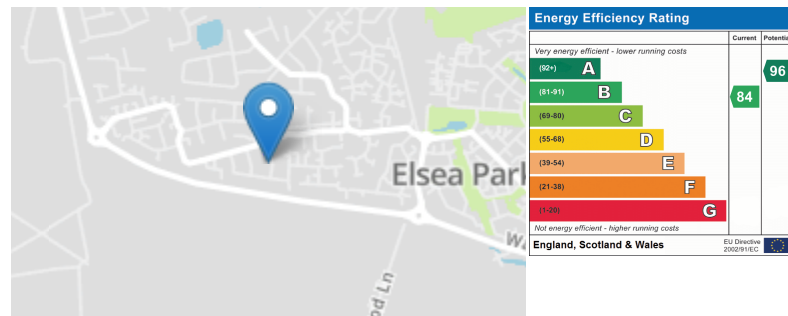 Elsea Park
Energy Efficiency Rating
Current
Very energy efficient - lower running costs
(92+) A
96
(81-91) B
84
(69-80) C
(55-68) D
(39-54) E
(21-38) F
(1-20) G
Not energy efficient - higher running costs
England, Scotland & Wales
EU Directive
2002/91/EC